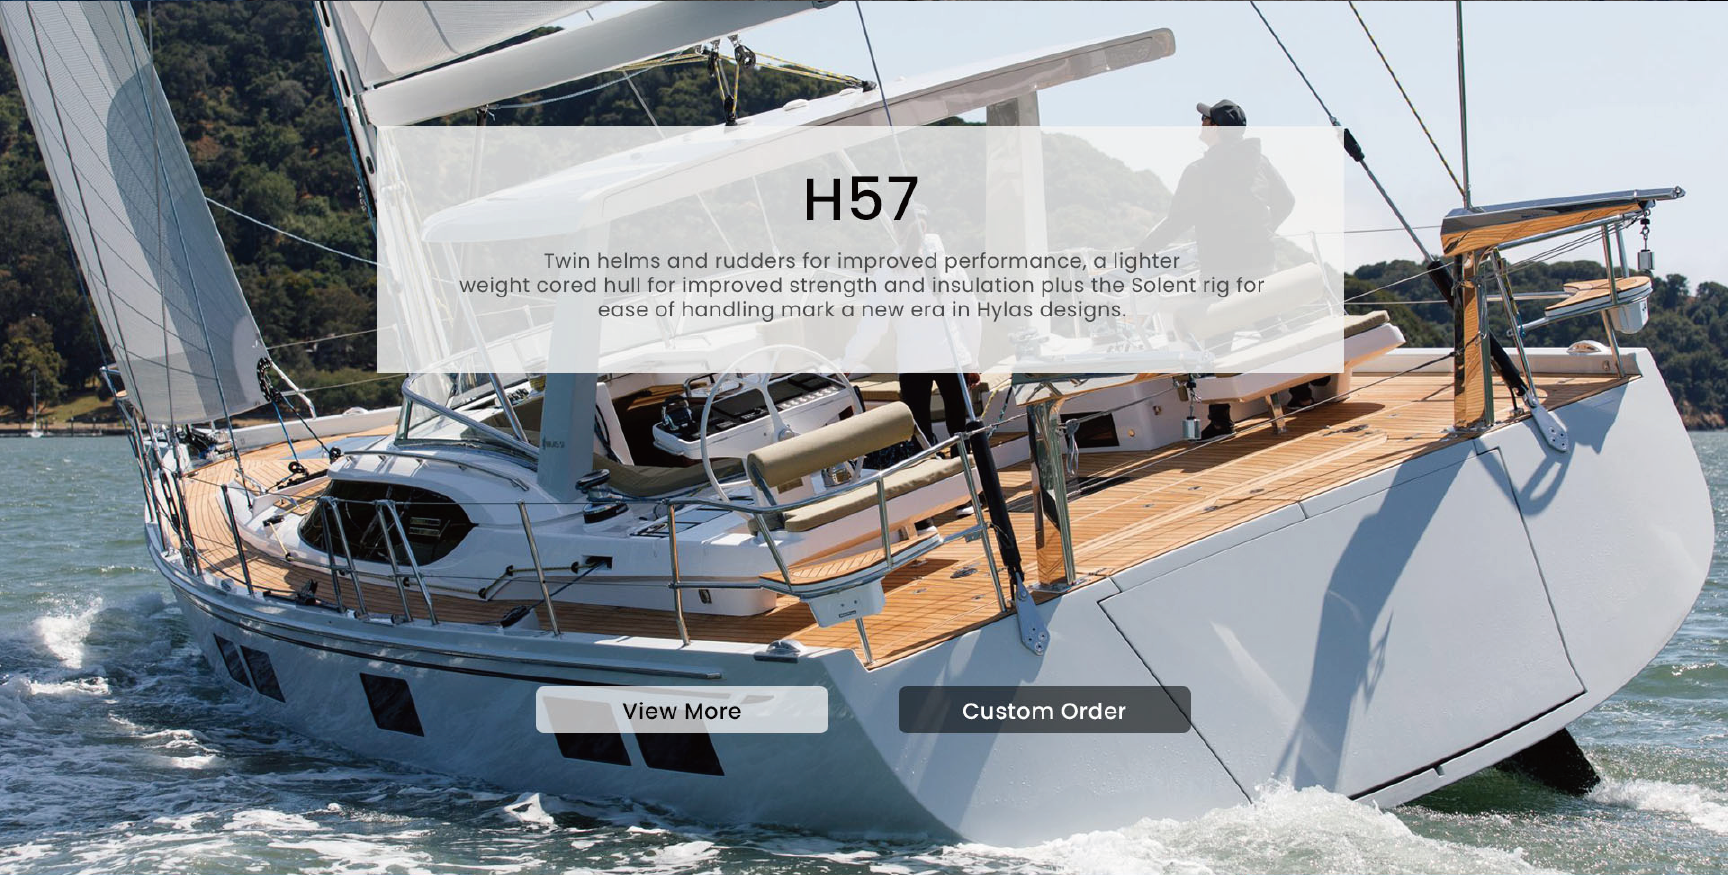 H57
Twin helms and rudders for improved performance, a lighter
weight cored hull for improved strength and insulation plus the Solent rig for
ease of handling mark a new era in Hylas designs.
View More
Custom Order